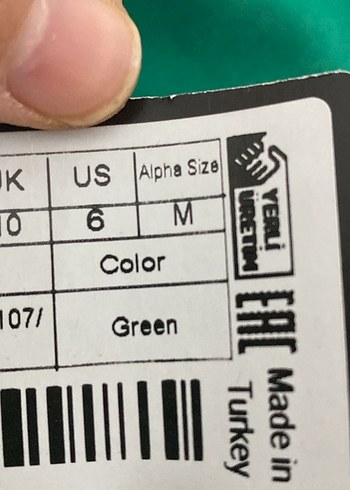 UK US Alpha Size
10 6 M
Color
107/ Green
YERLİ
ÜRETİM
EAC
Made in
Turkey